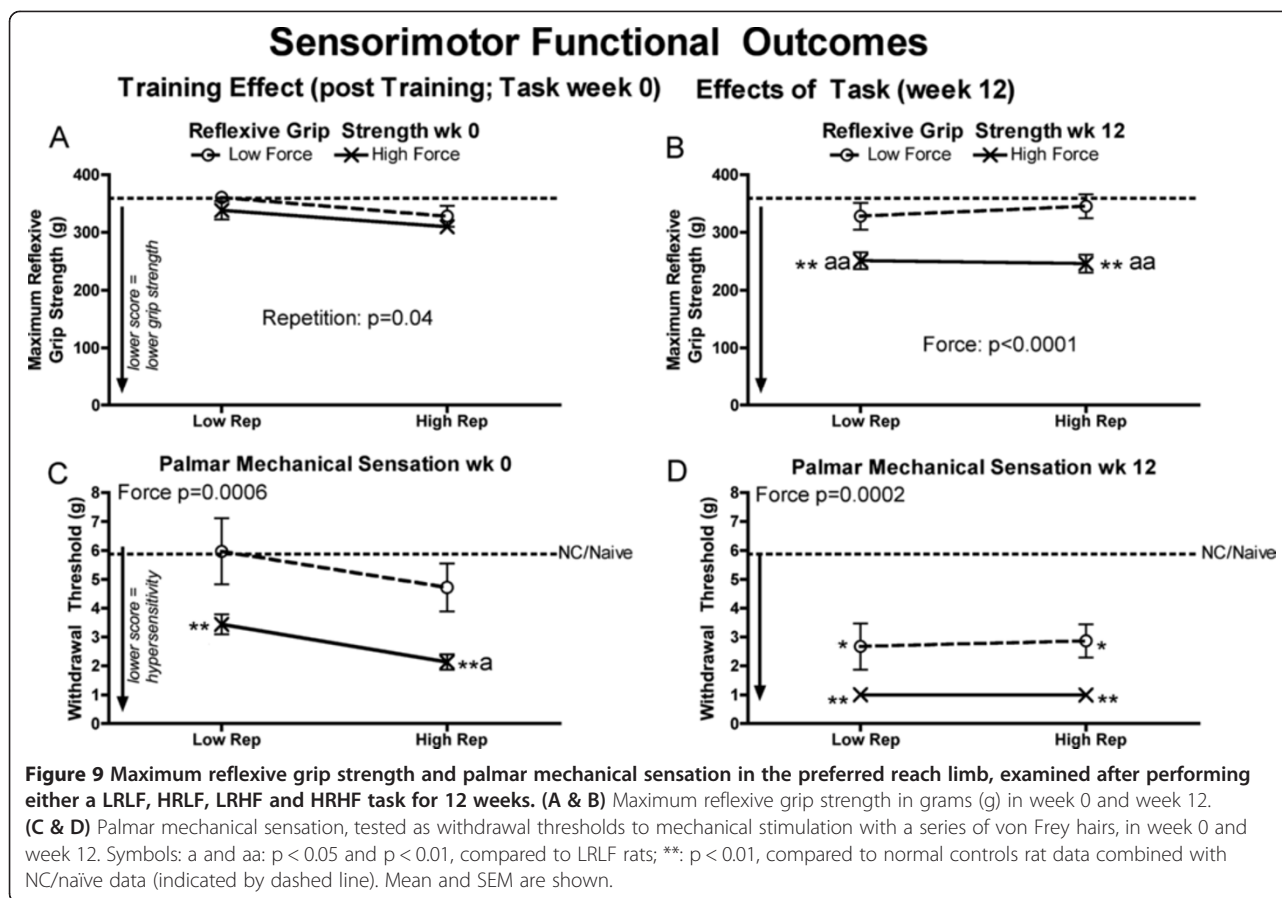 Sensorimotor Functional Outcomes
Training Effect (post Training; Task week 0) Effects of Task (week 12)
A
Reflexive Grip Strength wk 0
Low Force High Force
400
300
200
100
0
Maximum Reflexive
Grip Strength (g)
lower score =
lower grip strength
Repetition: p=0.04
Low Rep High Rep
B
Reflexive Grip Strength wk 12
Low Force High Force
400
300
200
100
0
Maximum Reflexive
Grip Strength (g)
** aa ** aa
Force: p<0.0001
Low Rep High Rep
C
Palmar Mechanical Sensation wk 0
Force p=0.0006
8
7
6
5
4
3
2
1
0
Withdrawal Threshold (g)
lower score =
hypersensitivity
NC/Naive
**
**a
Low Rep High Rep
D
Palmar Mechanical Sensation wk 12
Force p=0.0002
8
7
6
5
4
3
2
1
0
Withdrawal Threshold (g)
NC/Naive
* *
** **
Low Rep High Rep
Figure 9 Maximum reflexive grip strength and palmar mechanical sensation in the preferred reach limb, examined after performing
either a LRLF, HRLF, LRHF and HRHF task for 12 weeks. (A & B) Maximum reflexive grip strength in grams (g) in week 0 and week 12.
(C & D) Palmar mechanical sensation, tested as withdrawal thresholds to mechanical stimulation with a series of von Frey hairs, in week 0 and
week 12. Symbols: a and aa: p < 0.05 and p < 0.01, compared to LRLF rats; **: p < 0.01, compared to normal controls rat data combined with
NC/naïve data (indicated by dashed line). Mean and SEM are shown.